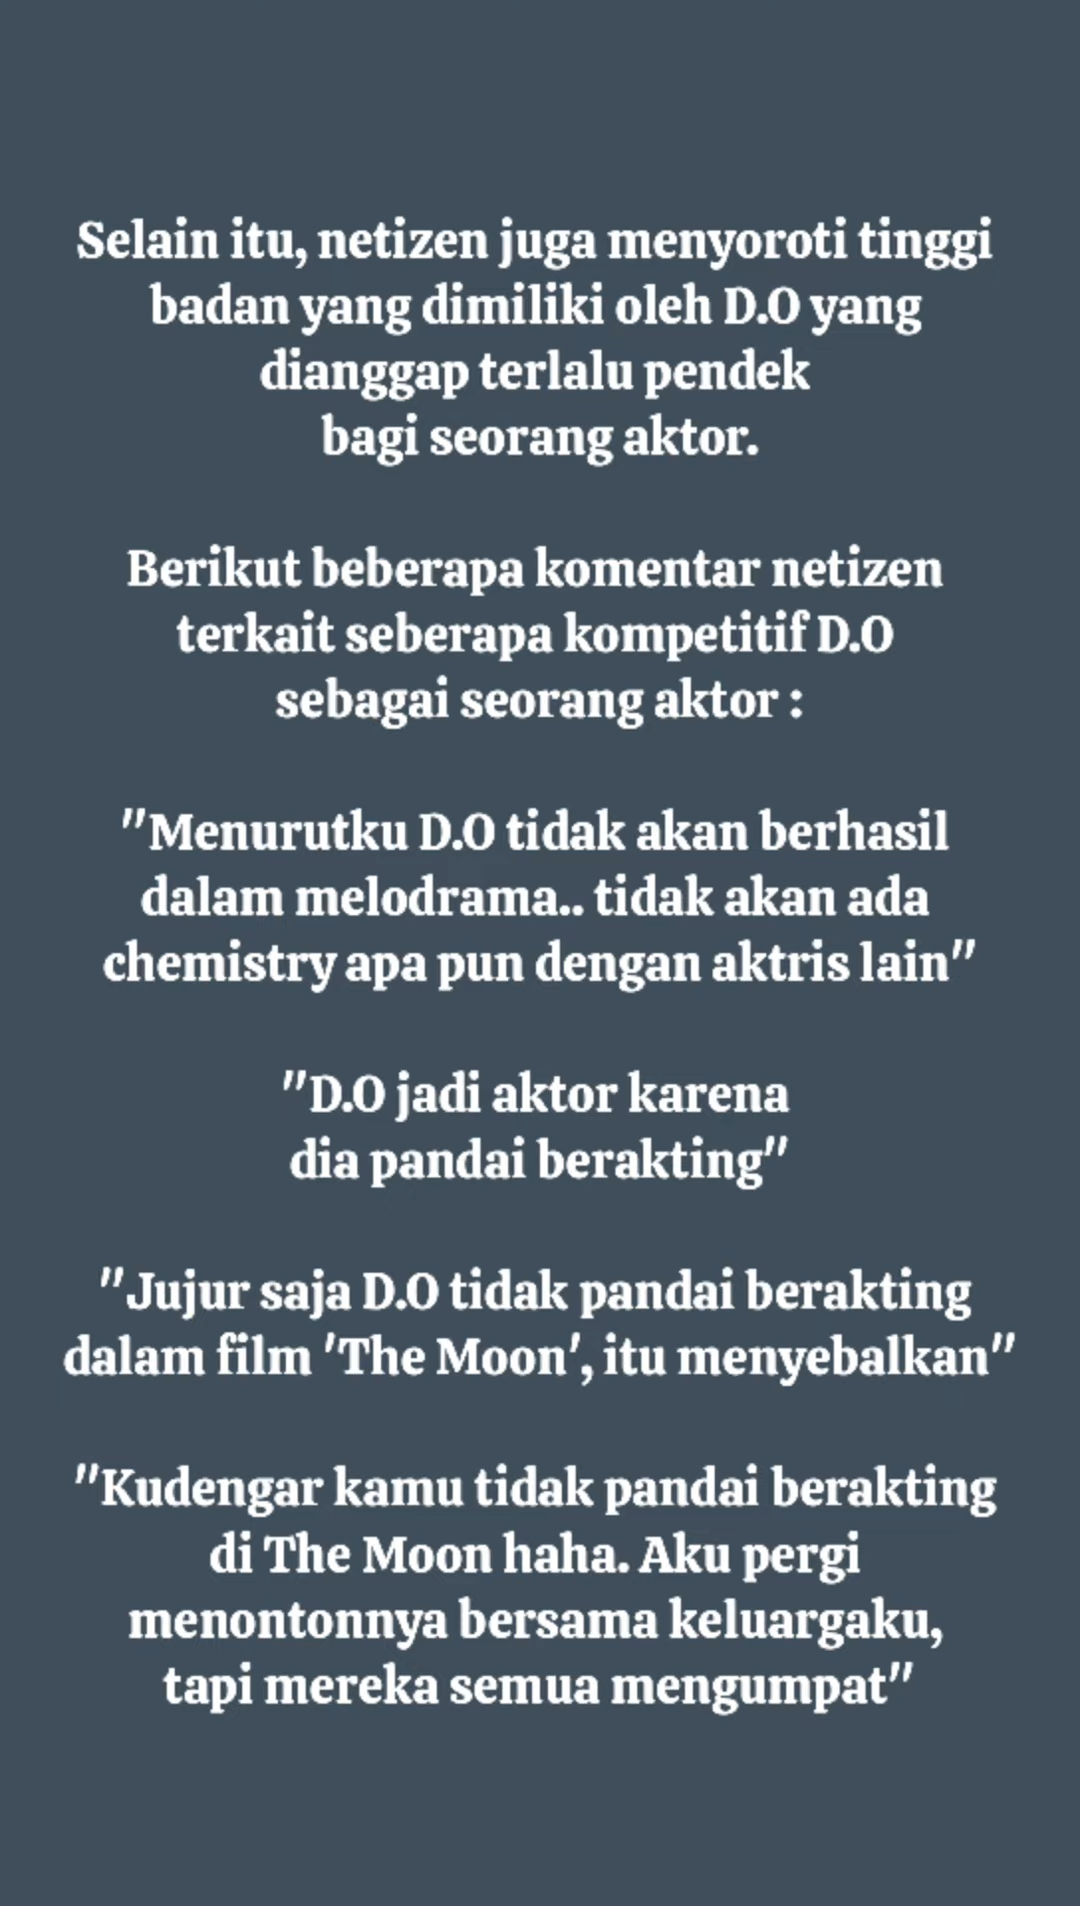 Selain itu, netizen juga menyoroti tinggi
badan yang dimiliki oleh D.O yang
dianggap terlalu pendek
bagi seorang aktor.
Berikut beberapa komentar netizen
terkait seberapa kompetitif D.O
sebagai seorang aktor :
"Menurutku D.O tidak akan berhasil
dalam melodrama.. tidak akan ada
chemistry apa pun dengan aktris lain"
"D.O jadi aktor karena
dia pandai berakting"
"Jujur saja D.O tidak pandai berakting
dalam film 'The Moon', itu menyebalkan"
"Kudengar kamu tidak pandai berakting
di The Moon haha. Aku pergi
menontonnya bersama keluargaku,
tapi mereka semua mengumpat"